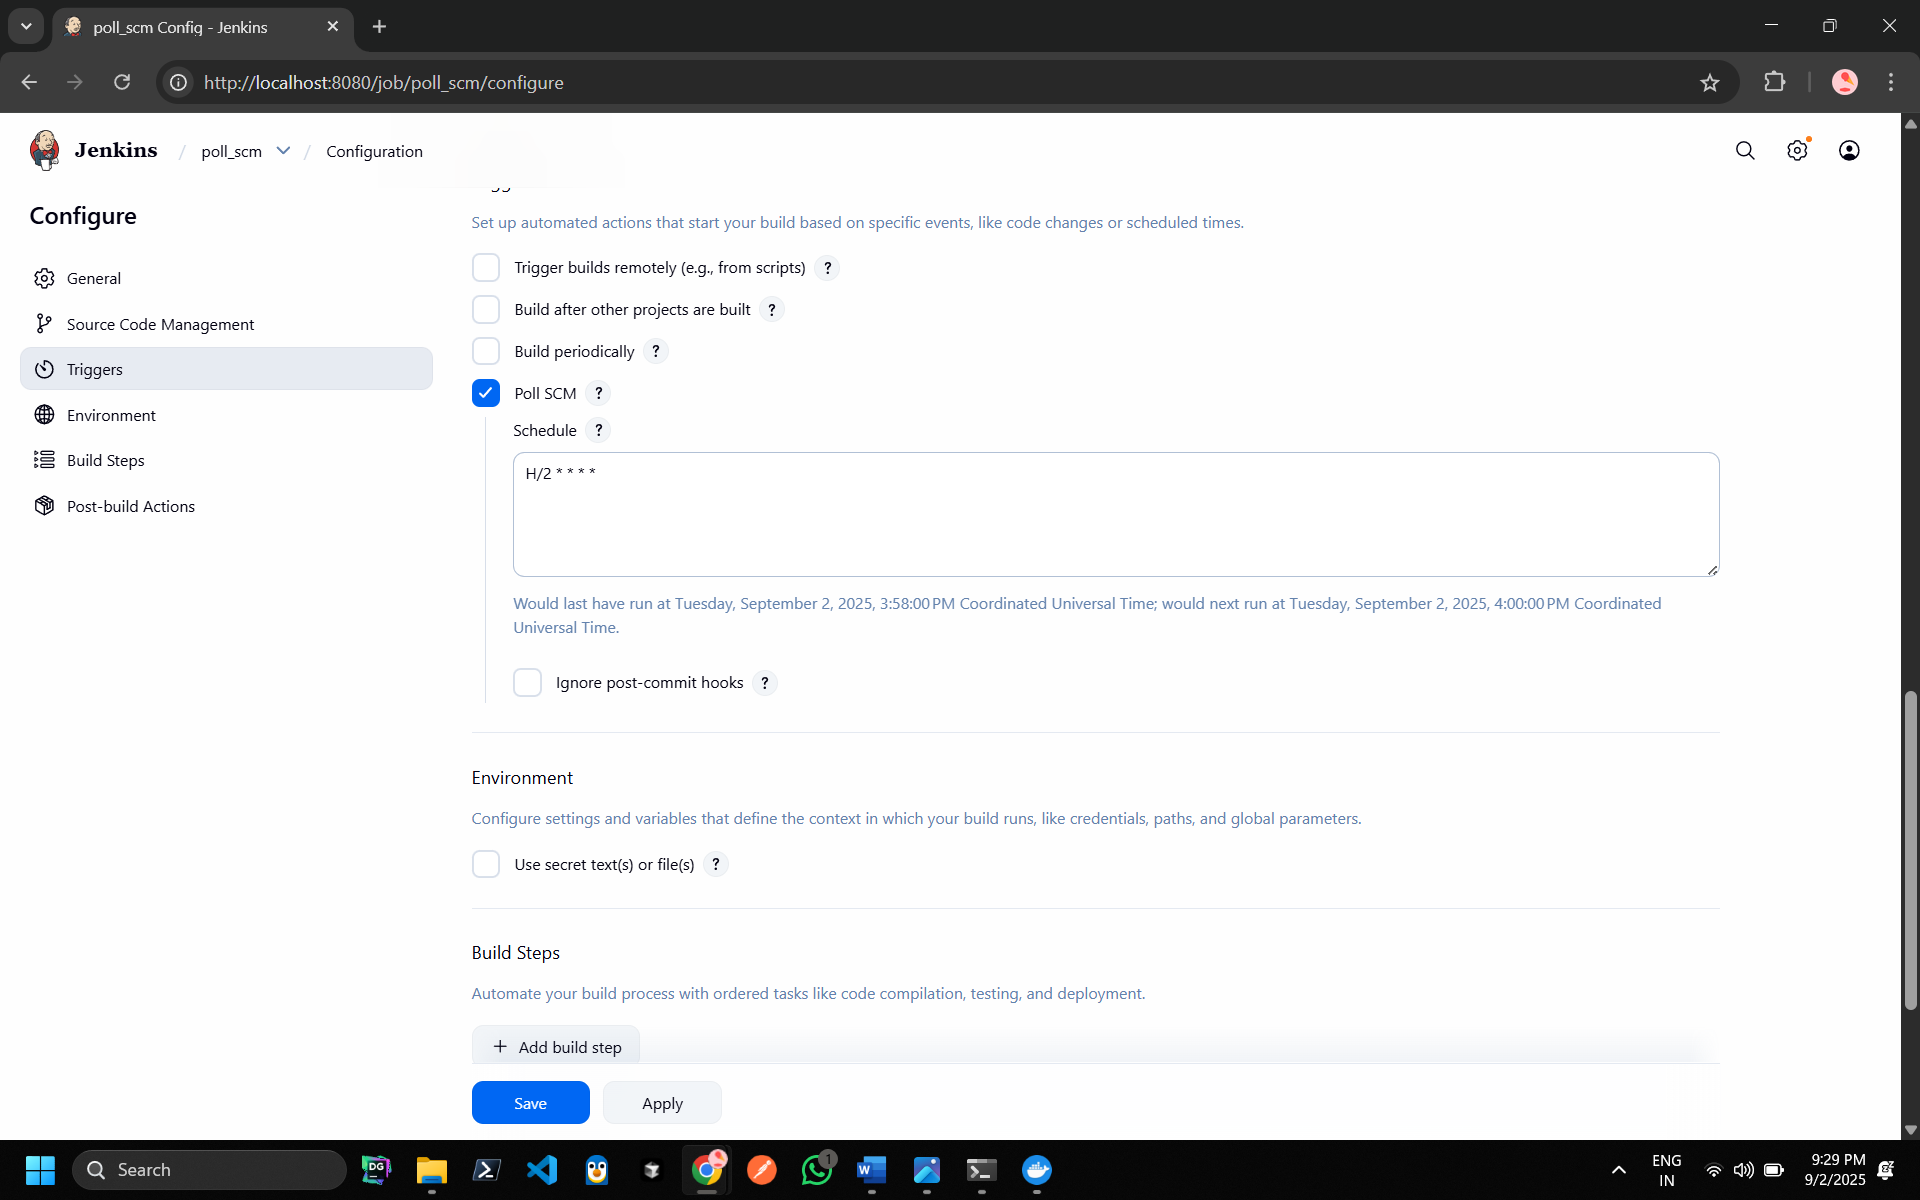 poll_scm Config - Jenkins
http://localhost:8080/job/poll_scm/configure
Jenkins / poll_scm / Configuration
Configure
General
Source Code Management
Triggers
Environment
Build Steps
Post-build Actions
Set up automated actions that start your build based on specific events, like code changes or scheduled times.
Trigger builds remotely (e.g., from scripts) ?
Build after other projects are built ?
Build periodically ?
Poll SCM ?
Schedule ?
H/2 * * * *
Would last have run at Tuesday, September 2, 2025, 3:58:00 PM Coordinated Universal Time; would next run at Tuesday, September 2, 2025, 4:00:00 PM Coordinated
Universal Time.
Ignore post-commit hooks ?
Environment
Configure settings and variables that define the context in which your build runs, like credentials, paths, and global parameters.
Use secret text(s) or file(s) ?
Build Steps
Automate your build process with ordered tasks like code compilation, testing, and deployment.
+ Add build step
Save
Apply
Search
DG
1
ENG
IN
9:29 PM
9/2/2025